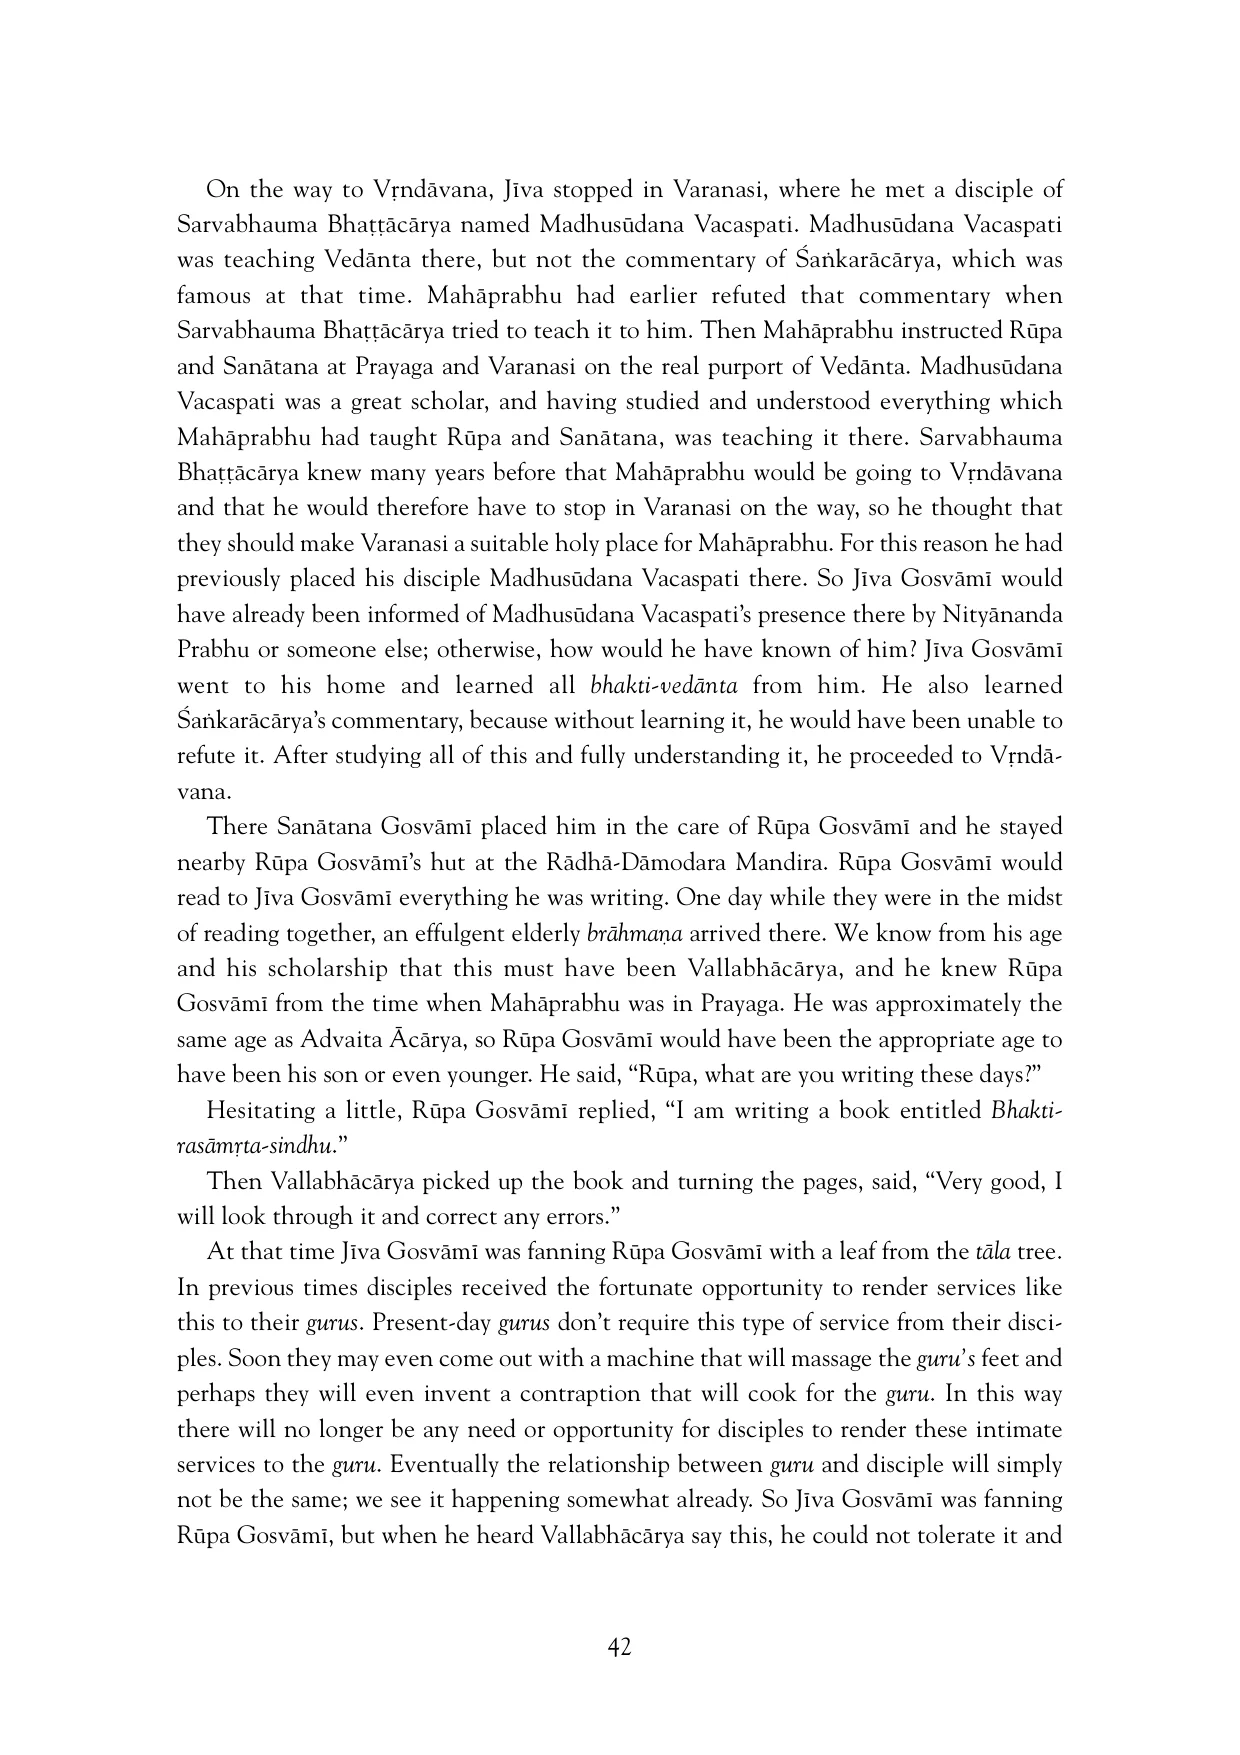 On the way to Vṛndāvana, Jīva stopped in Varanasi, where he met a disciple of
Sarvabhauma Bhaṭṭācārya named Madhusūdana Vacaspati. Madhusūdana Vacaspati
was teaching Vedānta there, but not the commentary of Śaṅkarācārya, which was
famous at that time. Mahāprabhu had earlier refuted that commentary when
Sarvabhauma Bhaṭṭācārya tried to teach it to him. Then Mahāprabhu instructed Rūpa
and Sanātana at Prayaga and Varanasi on the real purport of Vedānta. Madhusūdana
Vacaspati was a great scholar, and having studied and understood everything which
Mahāprabhu had taught Rūpa and Sanātana, was teaching it there. Sarvabhauma
Bhaṭṭācārya knew many years before that Mahāprabhu would be going to Vṛndāvana
and that he would therefore have to stop in Varanasi on the way, so he thought that
they should make Varanasi a suitable holy place for Mahāprabhu. For this reason he had
previously placed his disciple Madhusūdana Vacaspati there. So Jīva Gosvāmī would
have already been informed of Madhusūdana Vacaspati’s presence there by Nityānanda
Prabhu or someone else; otherwise, how would he have known of him? Jīva Gosvāmī
went to his home and learned all bhakti-vedānta from him. He also learned
Śaṅkarācārya’s commentary, because without learning it, he would have been unable to
refute it. After studying all of this and fully understanding it, he proceeded to Vṛndā-
vana.
There Sanātana Gosvāmī placed him in the care of Rūpa Gosvāmī and he stayed
nearby Rūpa Gosvāmī’s hut at the Rādhā-Dāmodara Mandira. Rūpa Gosvāmī would
read to Jīva Gosvāmī everything he was writing. One day while they were in the midst
of reading together, an effulgent elderly brāhmaṇa arrived there. We know from his age
and his scholarship that this must have been Vallabhācārya, and he knew Rūpa
Gosvāmī from the time when Mahāprabhu was in Prayaga. He was approximately the
same age as Advaita Ācārya, so Rūpa Gosvāmī would have been the appropriate age to
have been his son or even younger. He said, “Rūpa, what are you writing these days?”
Hesitating a little, Rūpa Gosvāmī replied, “I am writing a book entitled Bhakti-
rasāmṛta-sindhu.”
Then Vallabhācārya picked up the book and turning the pages, said, “Very good, I
will look through it and correct any errors.”
At that time Jīva Gosvāmī was fanning Rūpa Gosvāmī with a leaf from the tāla tree.
In previous times disciples received the fortunate opportunity to render services like
this to their gurus. Present-day gurus don’t require this type of service from their disci-
ples. Soon they may even come out with a machine that will massage the guru’s feet and
perhaps they will even invent a contraption that will cook for the guru. In this way
there will no longer be any need or opportunity for disciples to render these intimate
services to the guru. Eventually the relationship between guru and disciple will simply
not be the same; we see it happening somewhat already. So Jīva Gosvāmī was fanning
Rūpa Gosvāmī, but when he heard Vallabhācārya say this, he could not tolerate it and
42